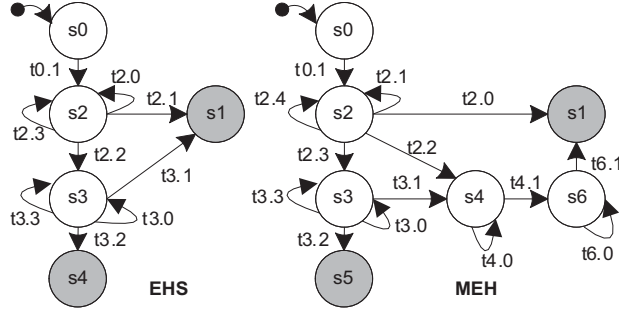 s0
t0.1
t2.0
s2
t2.1
s1
t2.3
t2.2
s3
t3.1
t3.3
t3.0
t3.2
s4
EHS
s0
t0.1
t2.1
t2.4
s2
t2.0
s1
t2.2
t2.3
t3.3
s3
t3.1
s4
t4.1
s6
t6.1
t3.0
t3.2
t4.0
t6.0
s5
MEH